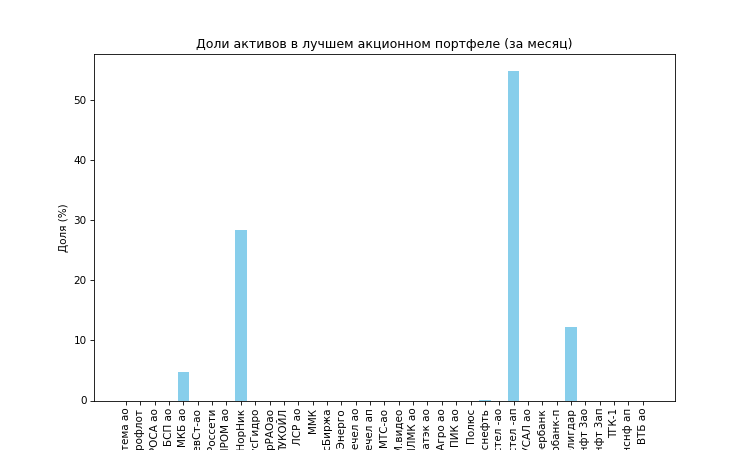 Доли активов в лучшем акционном портфеле (за месяц)
Доля (%)
50
40
30
20
10
0
тема ао
рофлот
РОСА ао
БСП ао
МКБ ао
евСт-ао
Россети
ПРОМ ао
НорНик
усГидро
рРАОао
ЛУКОЙЛ
ЛСР ао
ММК
сБиржа
Энерго
ечел ао
ечел ап
МТС-ао
М.видео
НЛМК ао
атэк ао
Агро ао
ПИК ао
Полюс
снефть
стел -ао
стел -ап
УСАЛ ао
ербанк
рбанк-п
лигдар
нфт 3ао
нфт 3ап
ТГК-1
нснф ап
ВТБ ао